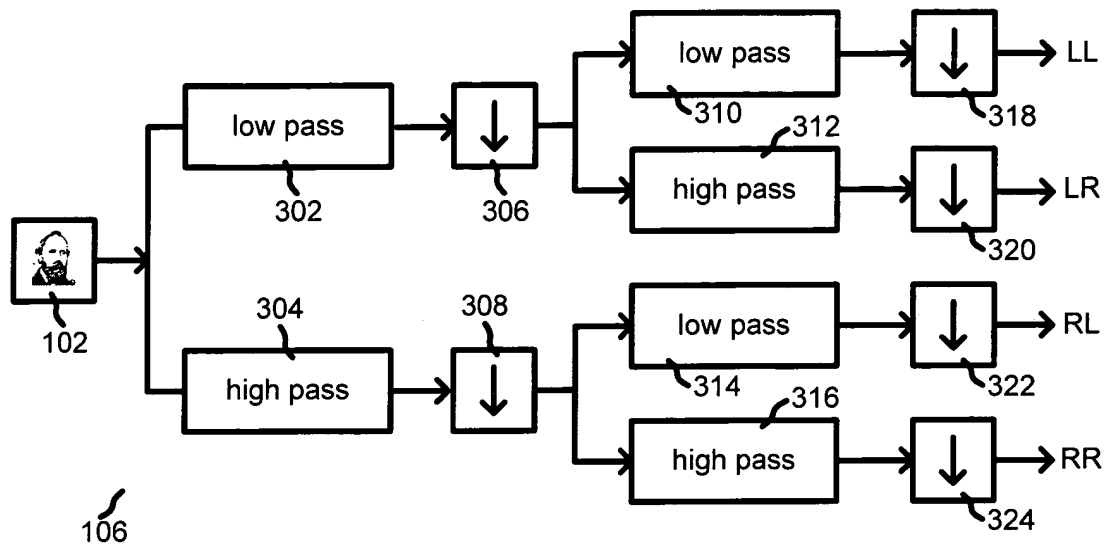 low pass
310
LL
318
low pass
302
306
312
high pass
LR
320
102
304
high pass
308
low pass
314
RL
322
316
high pass
RR
324
106